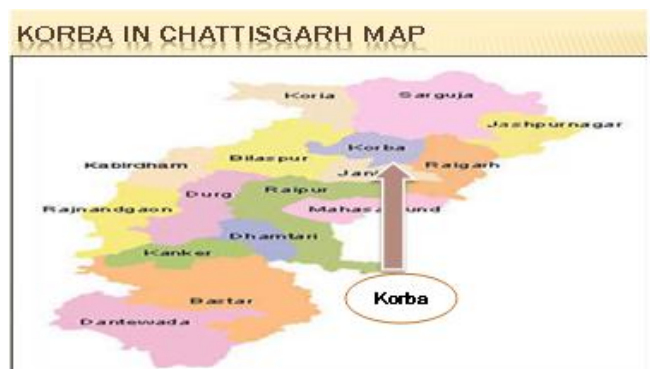 KORBA IN CHATTISGARH MAP
Koria
Sarguja
Jashpurnagar
Korba
Bilaspur
Kabirdham
Raigarh
Raipur
Durg
Rajnandgaon
Dhamtari
Kanker
Korba
Bastar
Dantewada